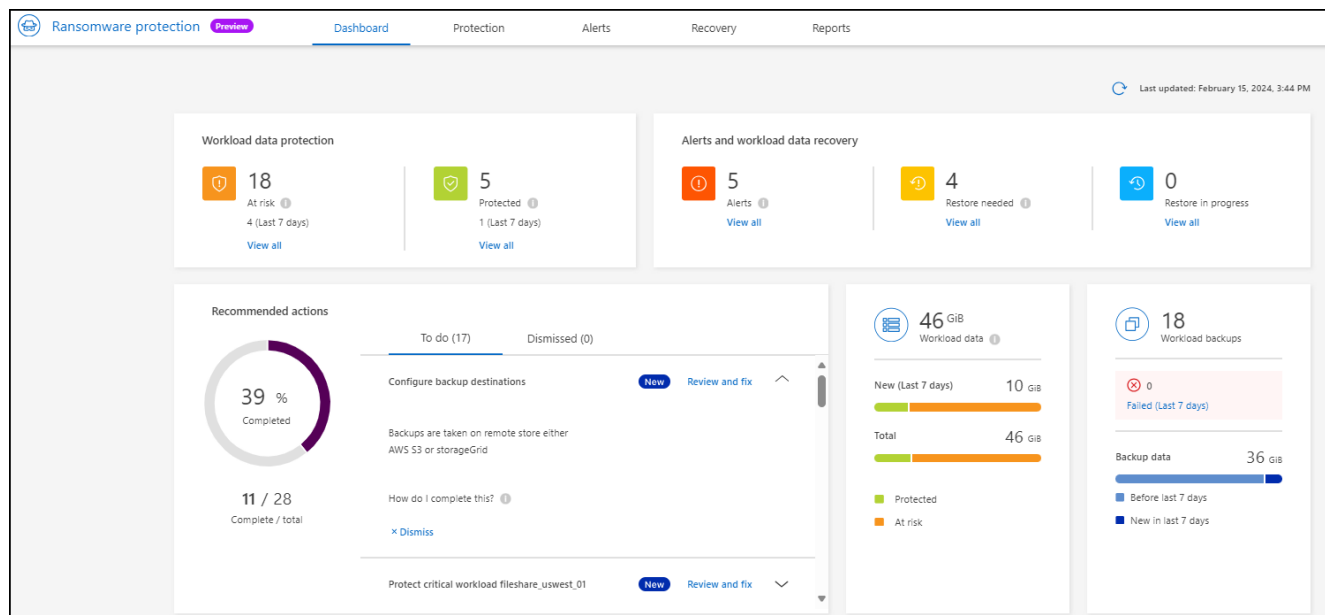 Ransomware protection Preview
Dashboard
Protection
Alerts
Recovery
Reports
Last updated: February 15, 2024, 3:44 PM
Workload data protection
18
At risk
4 (Last 7 days)
View all
5
Protected
1 (Last 7 days)
View all
Alerts and workload data recovery
5
Alerts
View all
4
Restore needed
View all
0
Restore in progress
View all
Recommended actions
39 %
Completed
11 / 28
Complete / total
To do (17)
Dismissed (0)
Configure backup destinations
New
Review and fix
Backups are taken on remote store either
AWS S3 or storageGrid
How do I complete this?
× Dismiss
Protect critical workload fileshare_uswest_01
New
Review and fix
46 GiB
Workload data
New (Last 7 days) 10 GiB
Total 46 GiB
Protected
At risk
18
Workload backups
0
Failed (Last 7 days)
Backup data 36 GiB
Before last 7 days
New in last 7 days